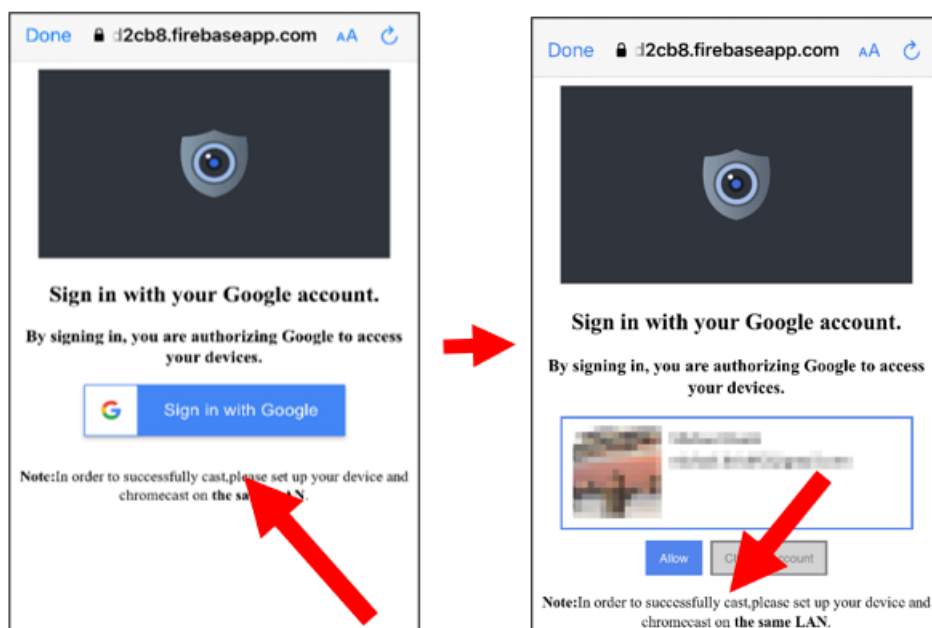 Done d2cb8.firebaseapp.com AA
Sign in with your Google account.
By signing in, you are authorizing Google to access
your devices.
G Sign in with Google
Note:In order to successfully cast,please set up your device and
chromecast on the same LAN.
Done d2cb8.firebaseapp.com AA
Sign in with your Google account.
By signing in, you are authorizing Google to access
your devices.
Allow
Note:In order to successfully cast,please set up your device and
chromecast on the same LAN.